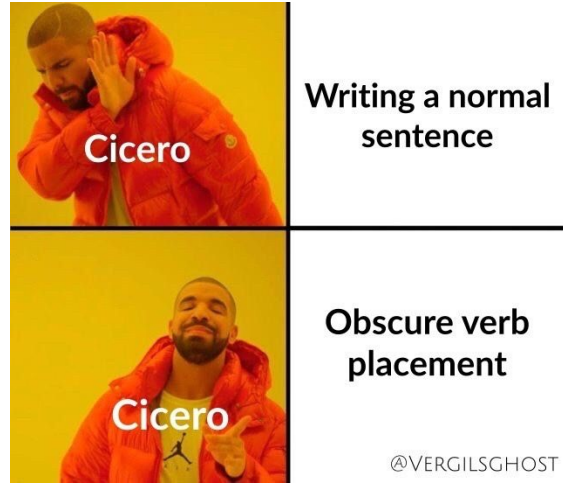 Cicero
Writing a normal
sentence
Cicero
Obscure verb
placement
@VERGILSGHOST